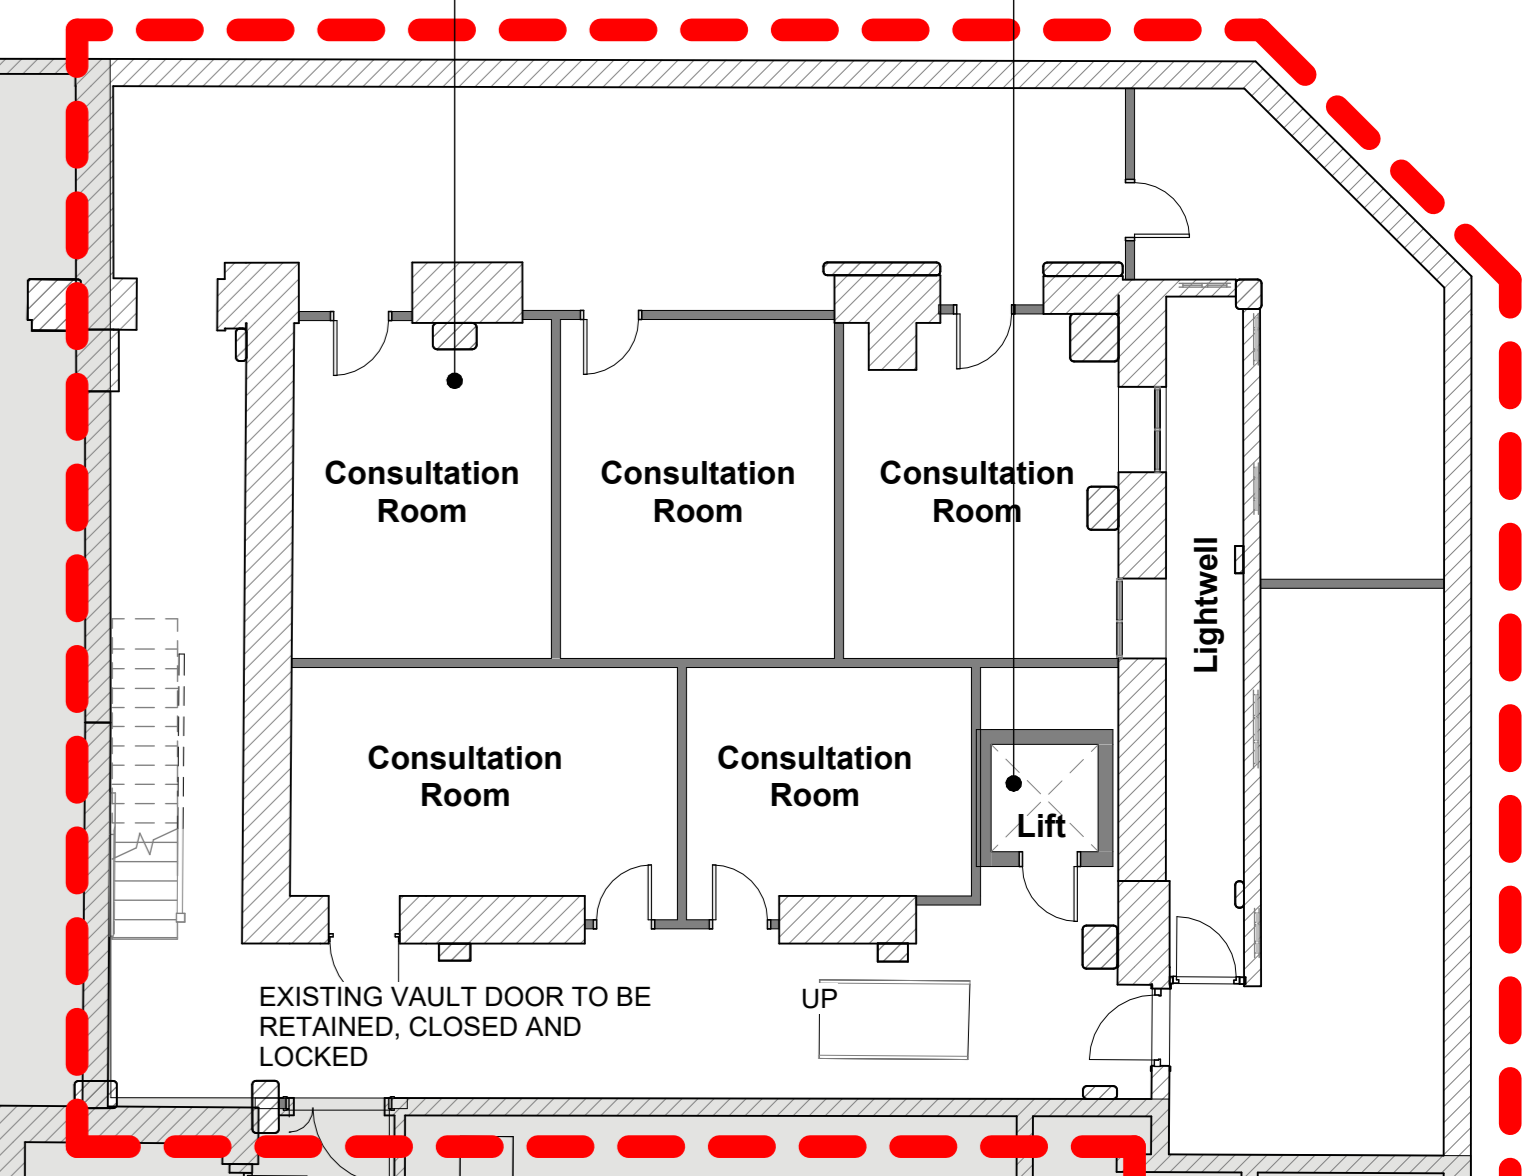 Consultation
Room
Consultation
Room
Consultation
Room
Lightwell
Consultation
Room
Consultation
Room
Lift
EXISTING VAULT DOOR TO BE
RETAINED, CLOSED AND
LOCKED
UP